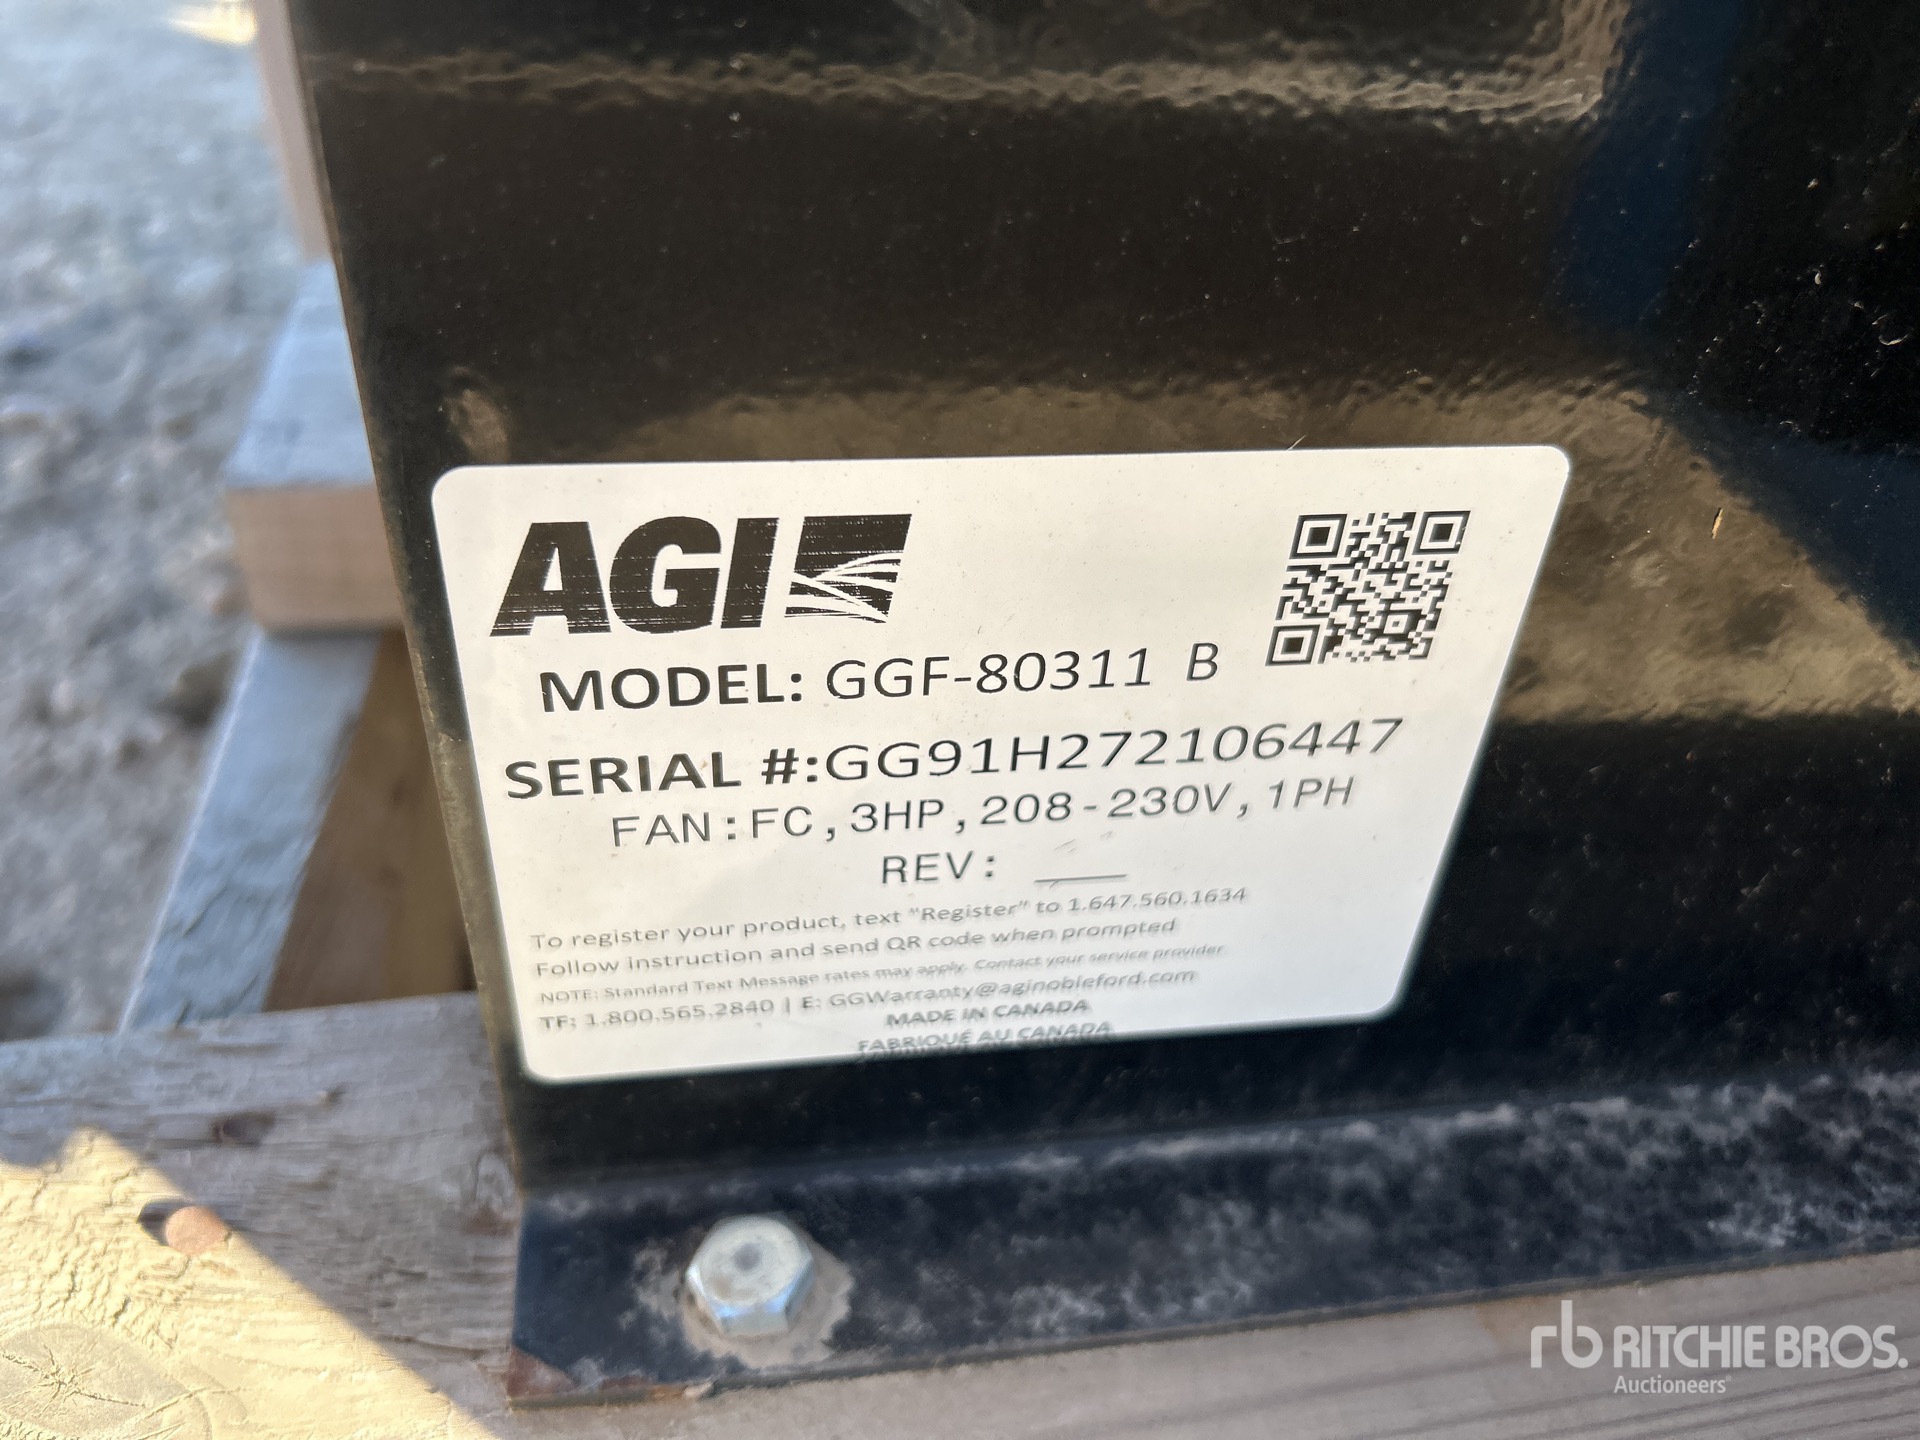 AGI
MODEL: GGF-80311 B
SERIAL #:GG91H272106447
FAN:FC,3HP,208-230V,1PH
REV: ___
To register your product, text "Register" to 1.647.560.1634
Follow instruction and send QR code when prompted
NOTE: Standard Text Message rates may apply. Contact your service provider
TF: 1.800.565.2840 | E: GGWarranty@aginobleford.com
MADE IN CANADA
FABRIQUÉ AU CANADA
rb RITCHIE BROS.
Auctioneers